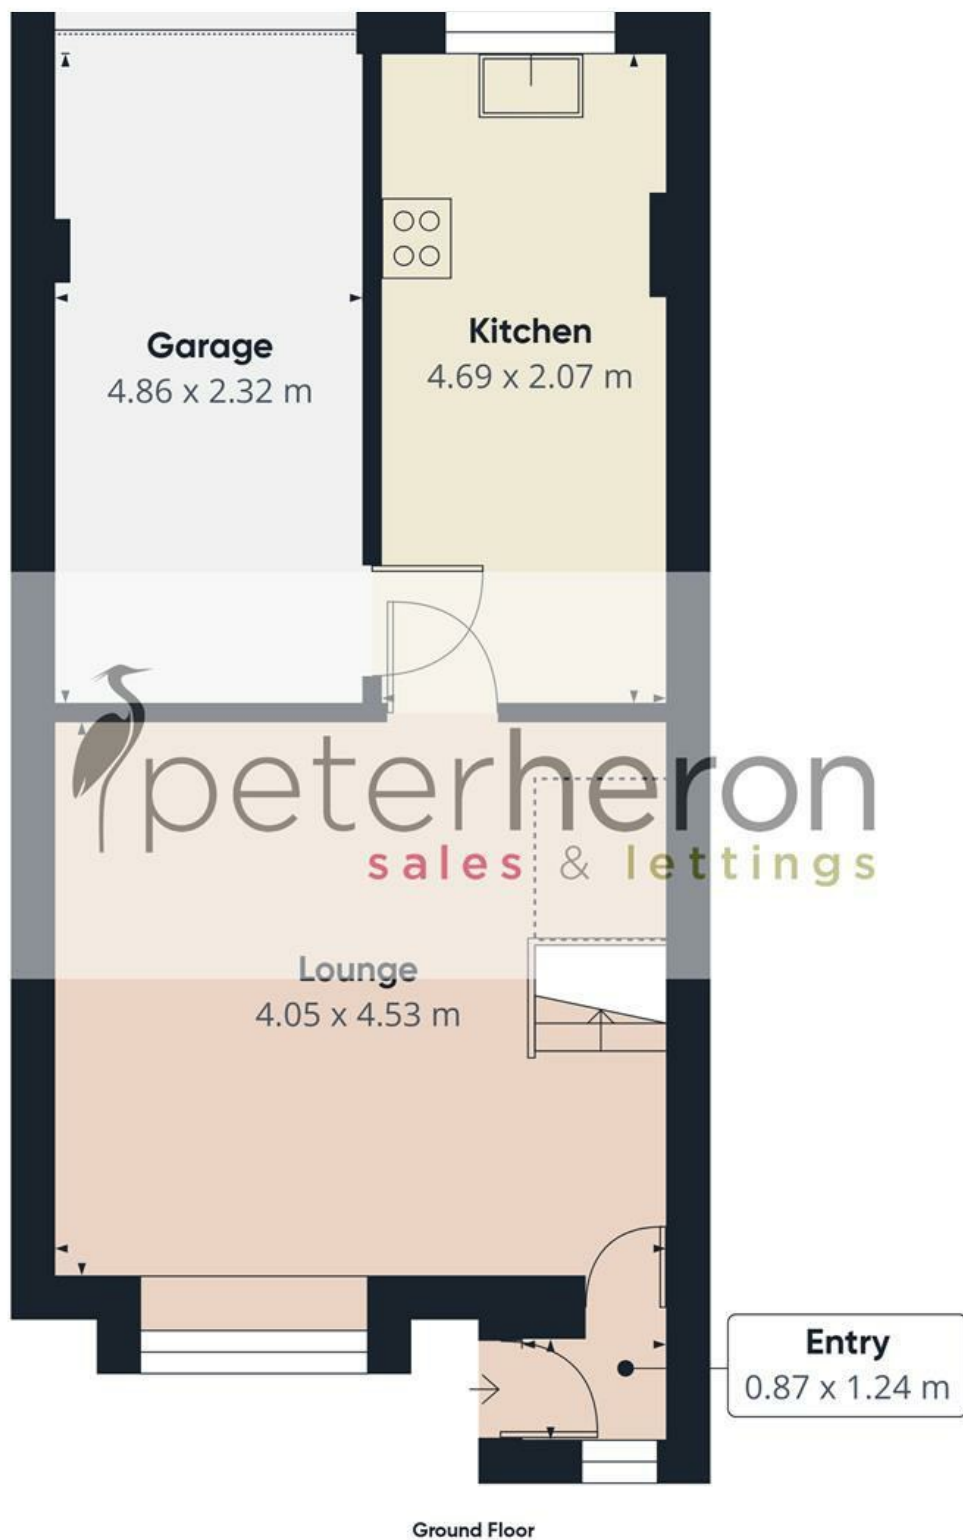 Garage
4.86 x 2.32 m
Kitchen
4.69 x 2.07 m
peterheron
sales & lettings
Lounge
4.05 x 4.53 m
Entry
0.87 x 1.24 m
Ground Floor